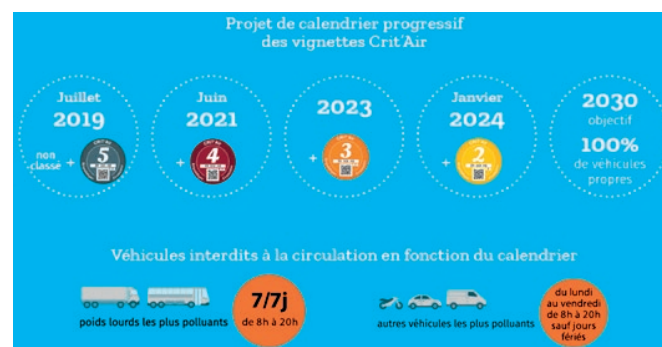 Projet de calendrier progressif
des vignettes Crit'Air
Juillet
2019
non
-classé + 5
Juin
2021
+ 4
2023
+ 3
Janvier
2024
+ 2
2030
objectif
100%
de véhicules
propres
Véhicules interdits à la circulation en fonction du calendrier
7/7j
de 8h à 20h
poids lourds les plus polluants
autres véhicules les plus polluants
du lundi
au vendredi
de 8h à 20h
sauf jours
fériés